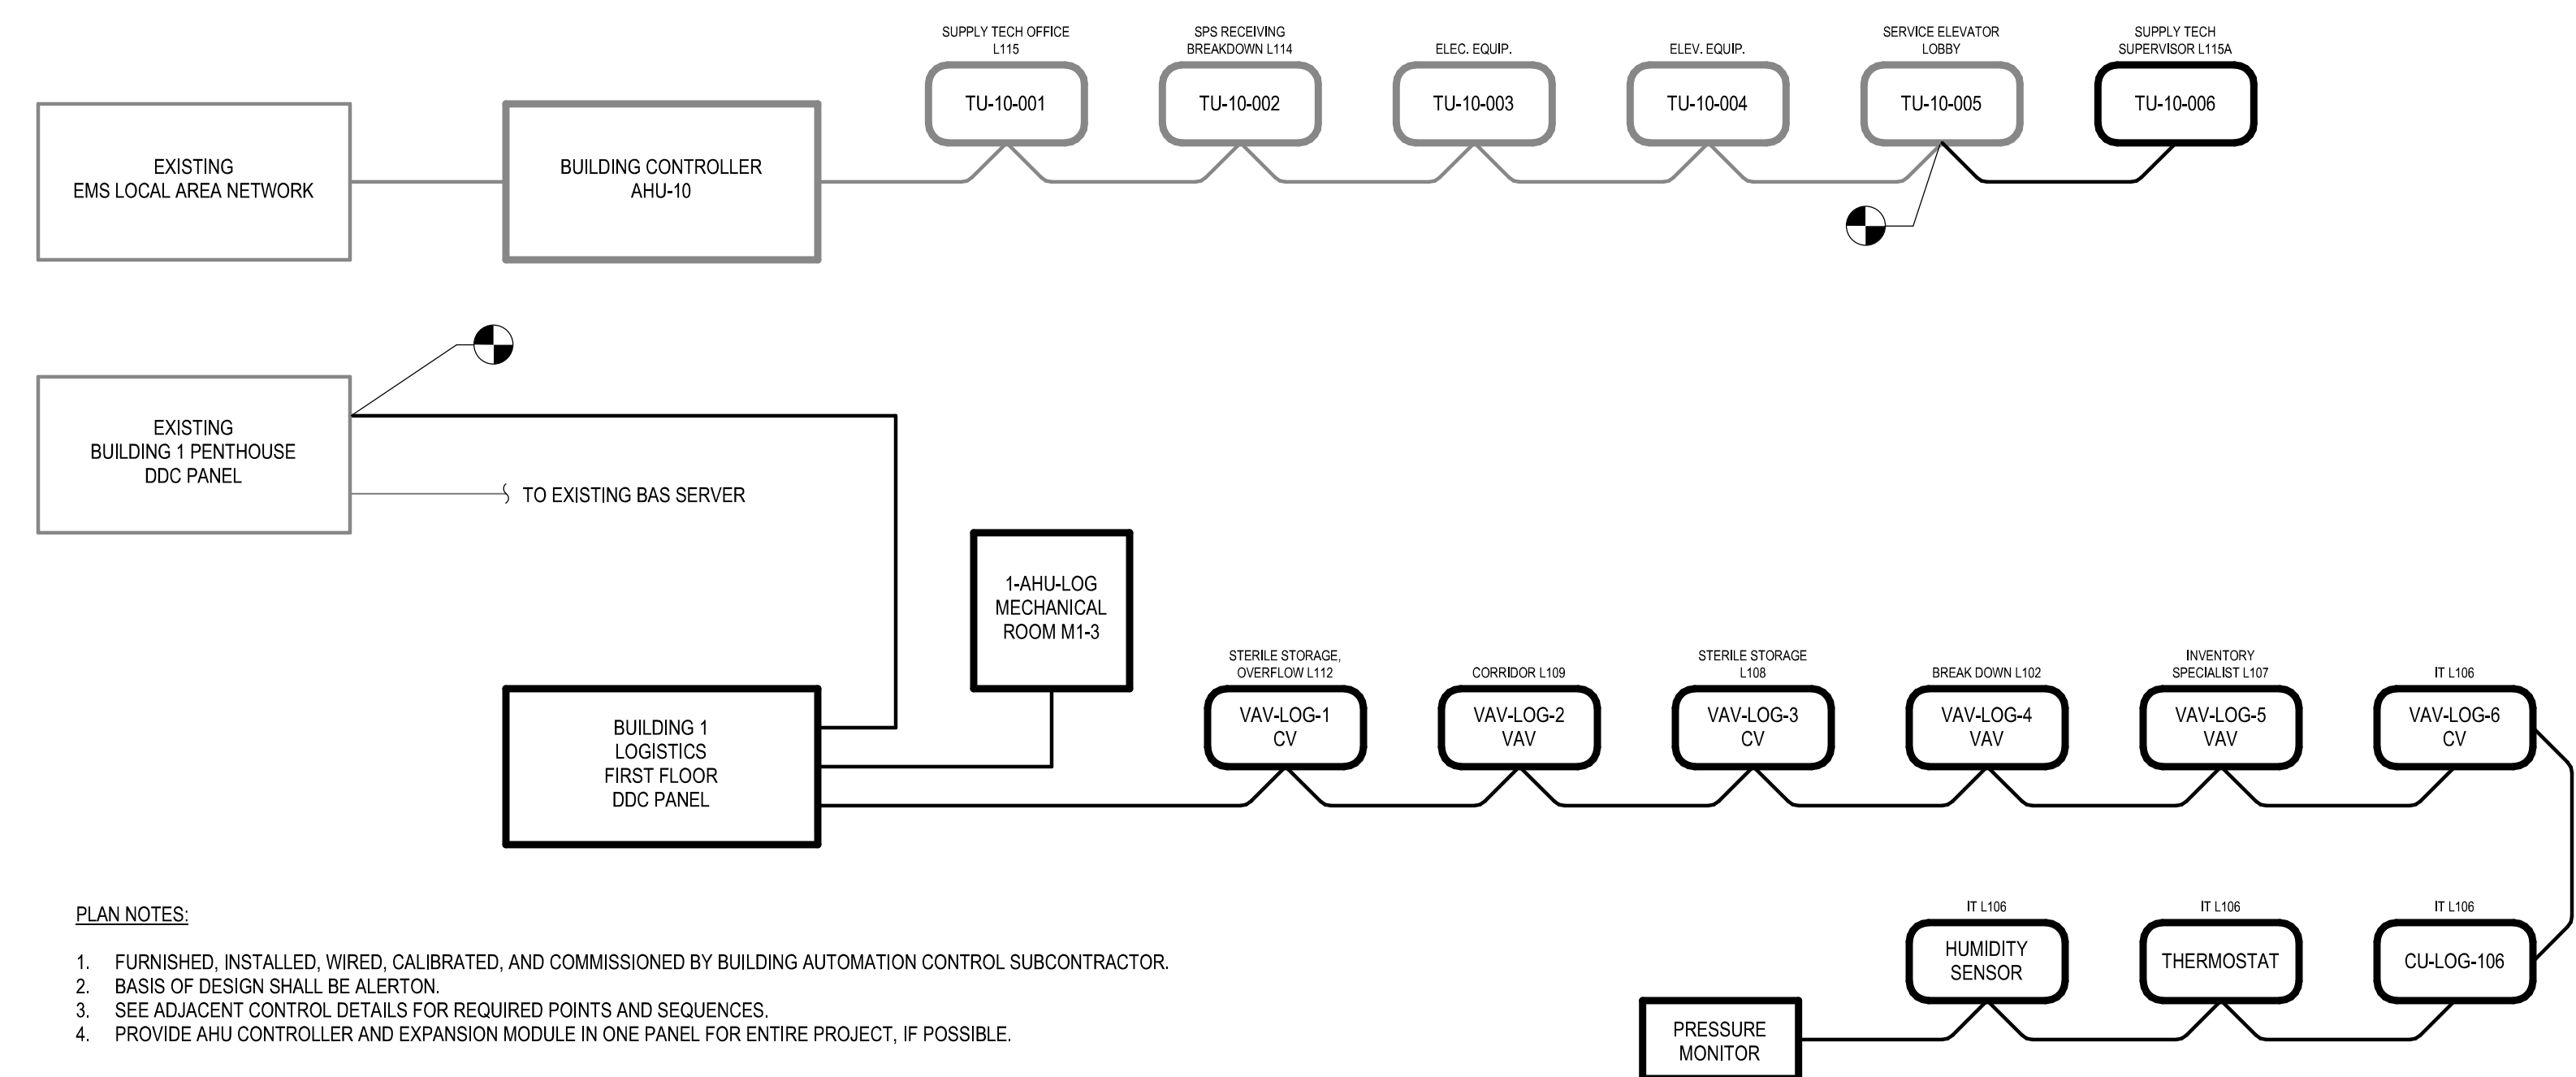 SUPPLY TECH OFFICE
L115
SPS RECEIVING
BREAKDOWN L114
ELEC. EQUIP.
ELEV. EQUIP.
SERVICE ELEVATOR
LOBBY
SUPPLY TECH
SUPERVISOR L115A
TU-10-001
TU-10-002
TU-10-003
TU-10-004
TU-10-005
TU-10-006
EXISTING
EMS LOCAL AREA NETWORK
BUILDING CONTROLLER
AHU-10
EXISTING
BUILDING 1 PENTHOUSE
DDC PANEL
TO EXISTING BAS SERVER
1-AHU-LOG
MECHANICAL
ROOM M1-3
BUILDING 1
LOGISTICS
FIRST FLOOR
DDC PANEL
STERILE STORAGE,
OVERFLOW L112
CORRIDOR L109
STERILE STORAGE
L108
BREAK DOWN L102
INVENTORY
SPECIALIST L107
IT L106
VAV-LOG-1
CV
VAV-LOG-2
VAV
VAV-LOG-3
CV
VAV-LOG-4
VAV
VAV-LOG-5
VAV
VAV-LOG-6
CV
IT L106
IT L106
IT L106
HUMIDITY
SENSOR
THERMOSTAT
CU-LOG-106
PRESSURE
MONITOR
PLAN NOTES:
1. FURNISHED, INSTALLED, WIRED, CALIBRATED, AND COMMISSIONED BY BUILDING AUTOMATION CONTROL SUBCONTRACTOR.
2. BASIS OF DESIGN SHALL BE ALERTON.
3. SEE ADJACENT CONTROL DETAILS FOR REQUIRED POINTS AND SEQUENCES.
4. PROVIDE AHU CONTROLLER AND EXPANSION MODULE IN ONE PANEL FOR ENTIRE PROJECT, IF POSSIBLE.